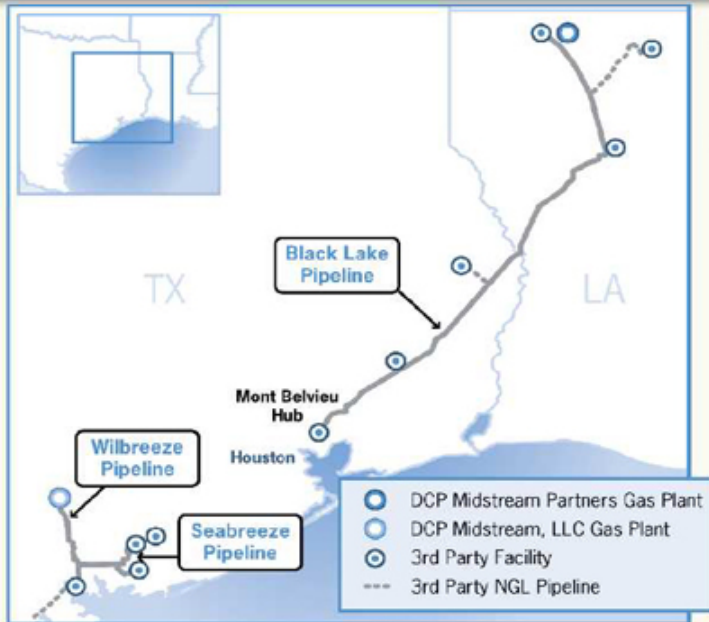 Black Lake
Pipeline
TX
LA
Mont Belvieu
Hub
Houston
Wilbreeze
Pipeline
Seabreeze
Pipeline
DCP Midstream Partners Gas Plant
DCP Midstream, LLC Gas Plant
3rd Party Facility
3rd Party NGL Pipeline